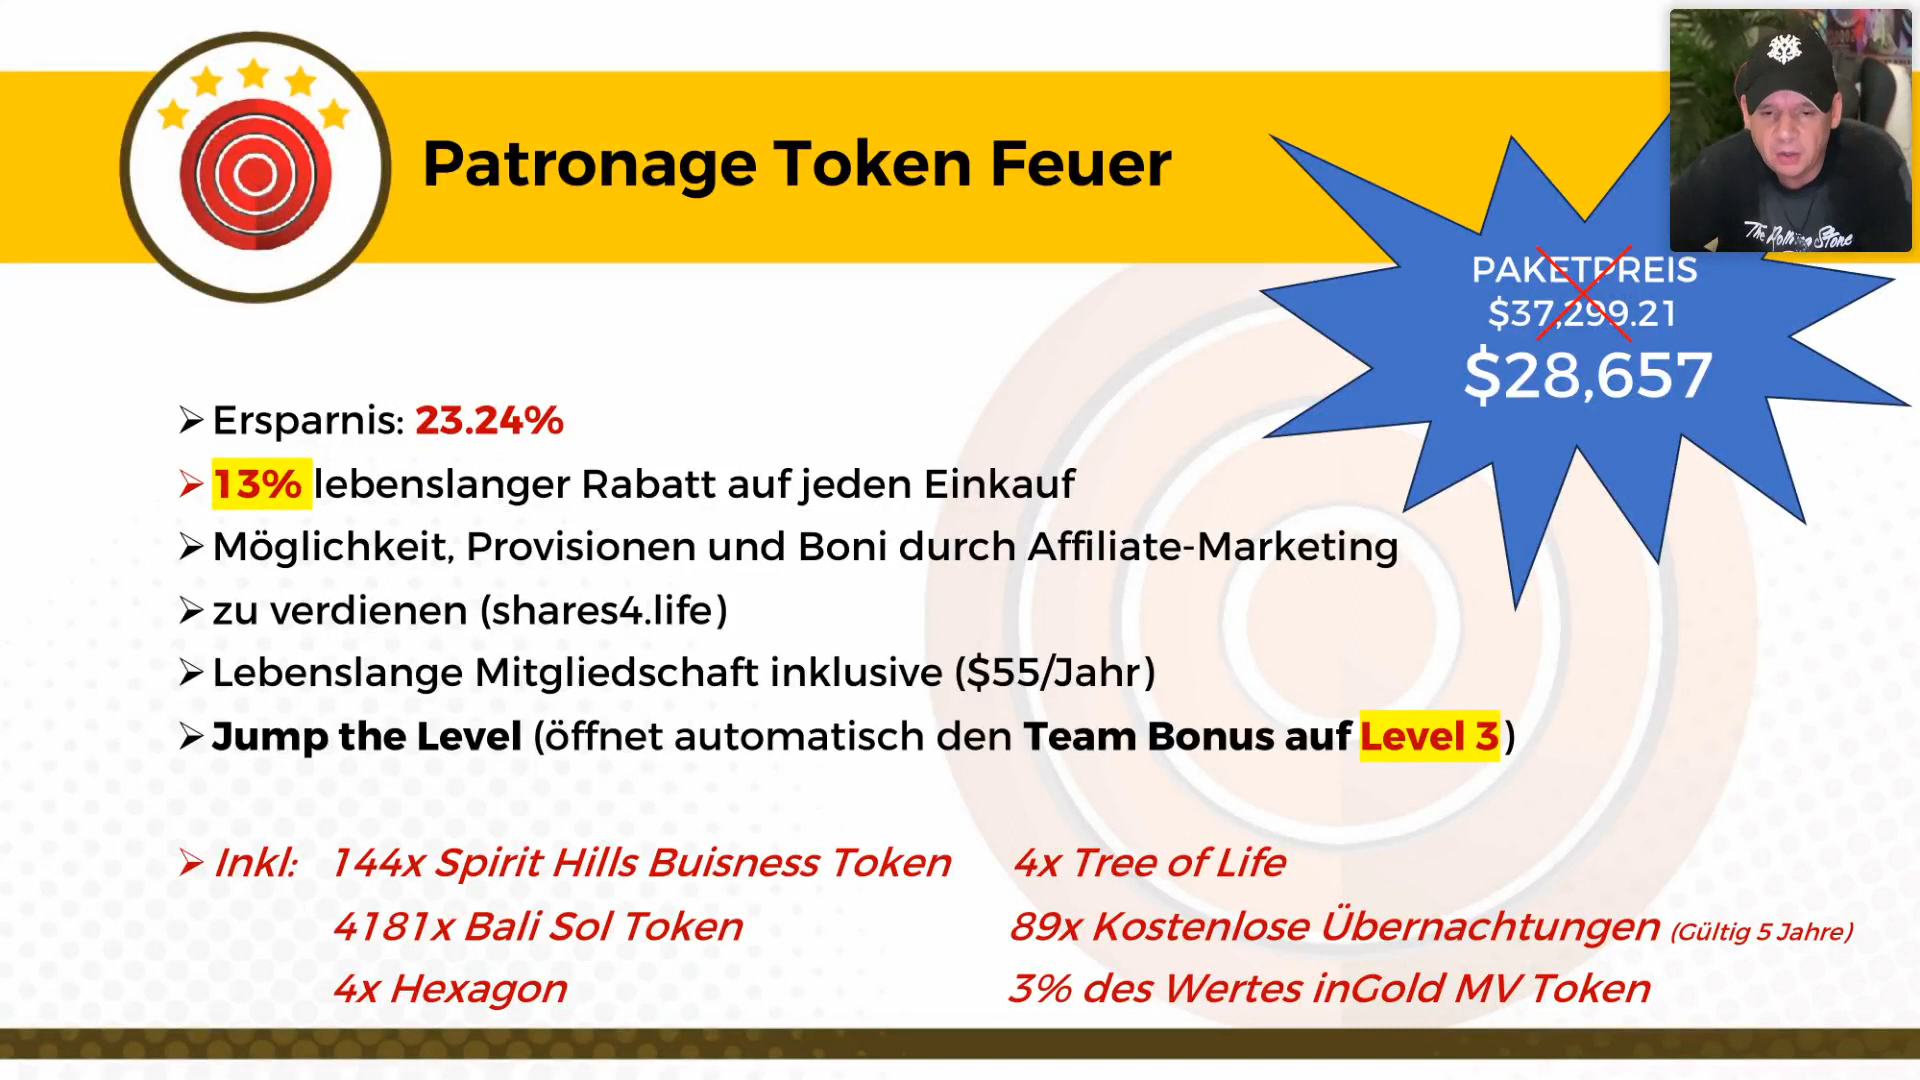 Patronage Token Feuer
The Rolling Stone
PAKETPREIS
$37,299.21
$28,657
Ersparnis: 23.24%
13% lebenslanger Rabatt auf jeden Einkauf
Möglichkeit, Provisionen und Boni durch Affiliate-Marketing
zu verdienen (shares4.life)
Lebenslange Mitgliedschaft inklusive ($55/Jahr)
Jump the Level (öffnet automatisch den Team Bonus auf Level 3)
Inkl: 144x Spirit Hills Buisness Token
4181x Bali Sol Token
4x Hexagon
4x Tree of Life
89x Kostenlose Übernachtungen (Gültig 5 Jahre)
3% des Wertes inGold MV Token